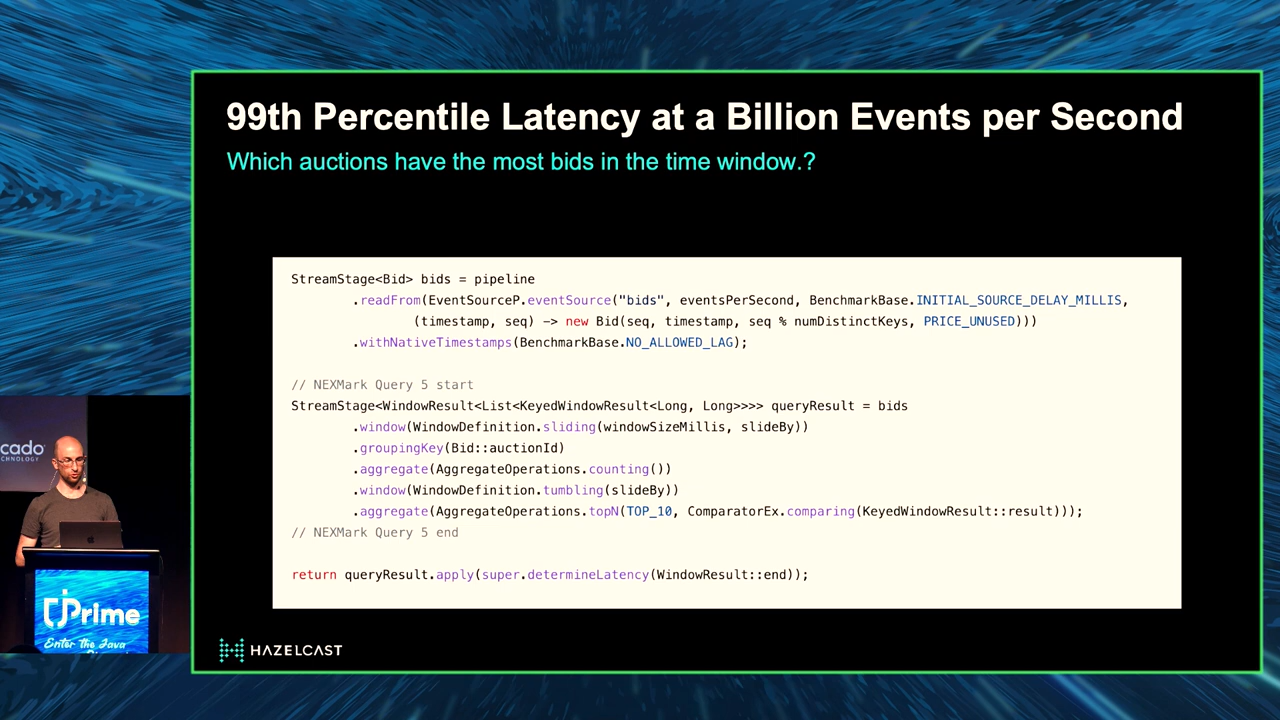 99th Percentile Latency at a Billion Events per Second
Which auctions have the most bids in the time window.?
StreamStage<Bid> bids = pipeline
.readFrom(EventSourceP.eventSource("bids", eventsPerSecond, BenchmarkBase.INITIAL_SOURCE_DELAY_MILLIS,
(timestamp, seq) -> new Bid(seq, timestamp, seq % numDistinctKeys, PRICE_UNUSED)))
.withNativeTimestamps(BenchmarkBase.NO_ALLOWED_LAG);
// NEXMark Query 5 start
StreamStage<WindowResult<List<KeyedWindowResult<Long, Long>>>> queryResult = bids
.window(WindowDefinition.sliding(windowSizeMillis, slideBy))
.groupingKey(Bid::auctionId)
.aggregate(AggregateOperations.counting())
.window(WindowDefinition.tumbling(slideBy))
.aggregate(AggregateOperations.topN(TOP_10, ComparatorEx.comparing(KeyedWindowResult::result)));
// NEXMark Query 5 end
return queryResult.apply(super.determineLatency(WindowResult::end));
HAZELCAST
cado
CHNOLOGY
jPrime
Enter the Java